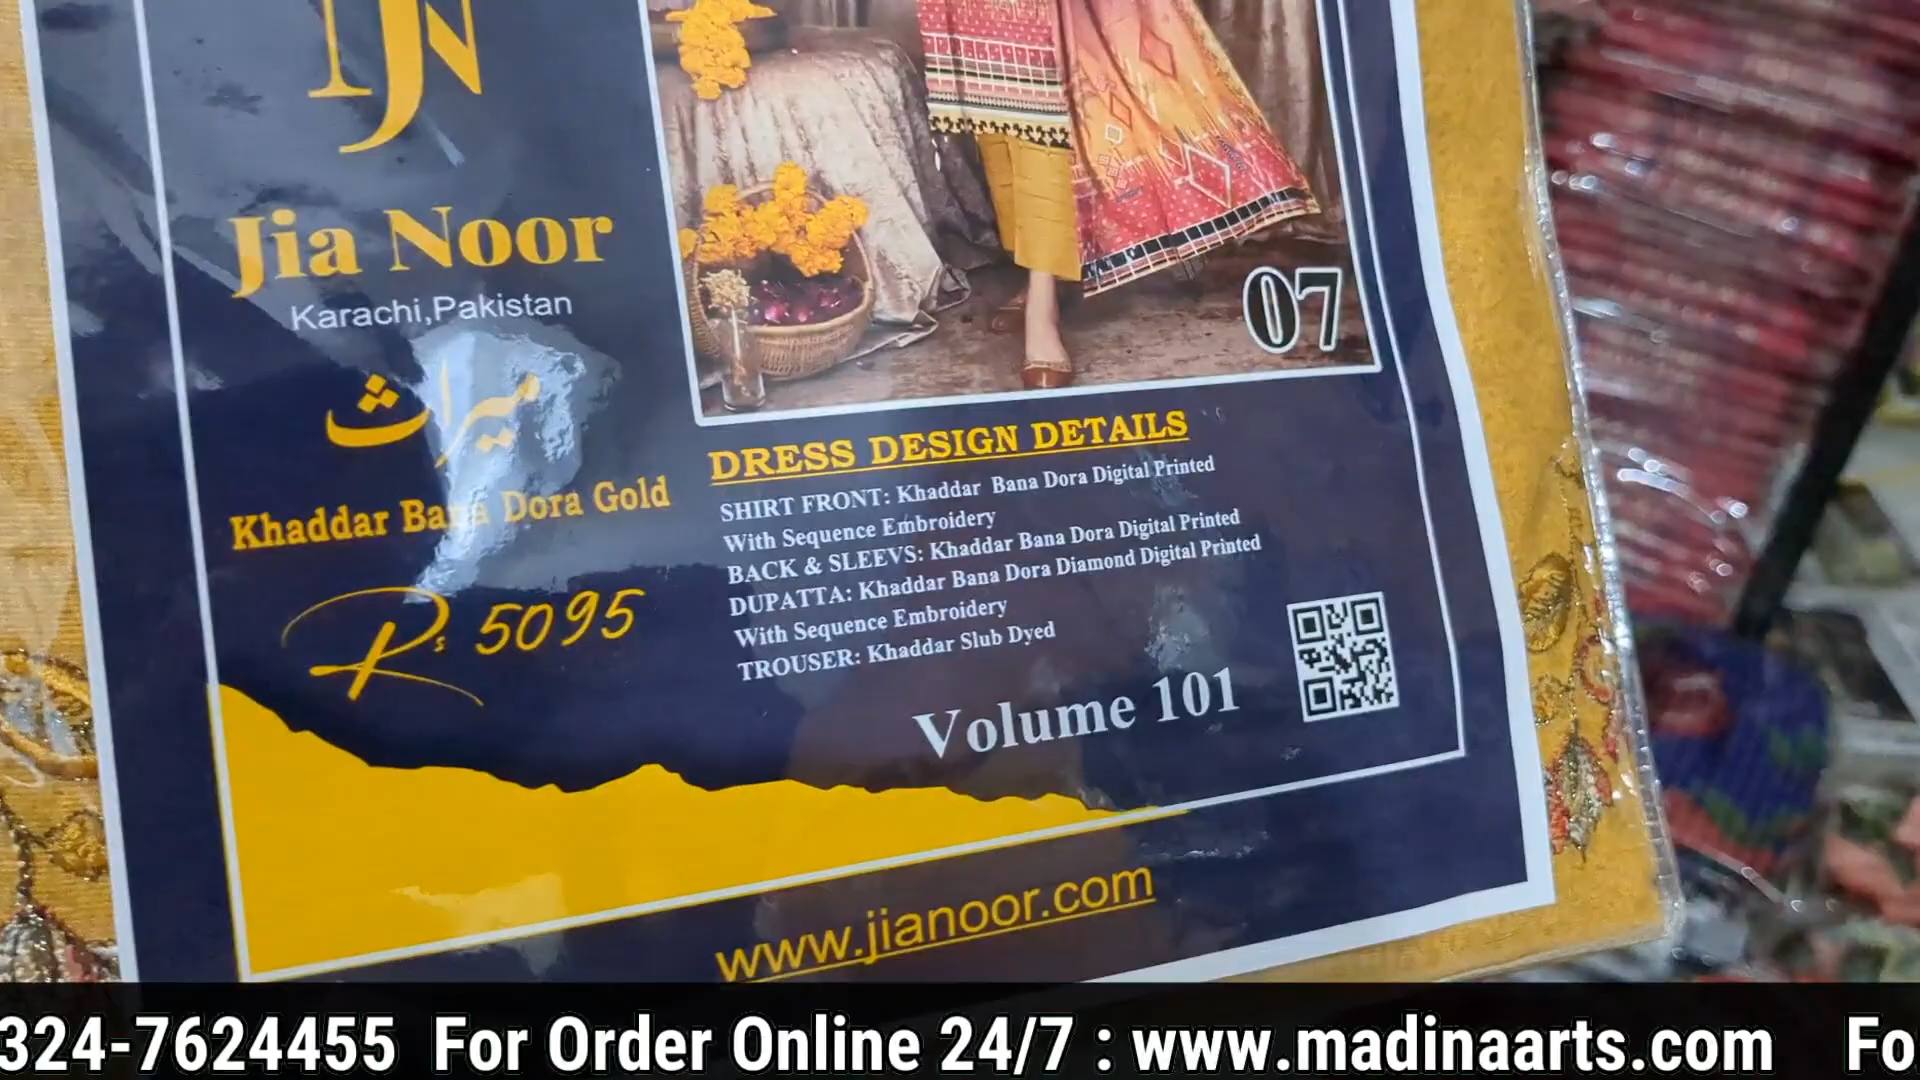 JN
Jia Noor
Karachi,Pakistan
میراث
Khaddar Bana Dora Gold
Rs 5095
07
DRESS DESIGN DETAILS
SHIRT FRONT: Khaddar Bana Dora Digital Printed
With Sequence Embroidery
BACK & SLEEVS: Khaddar Bana Dora Digital Printed
DUPATTA: Khaddar Bana Dora Diamond Digital Printed
With Sequence Embroidery
TROUSER: Khaddar Slub Dyed
Volume 101
www.jianoor.com
324-7624455 For Order Online 24/7 : www.madinaarts.com Fo